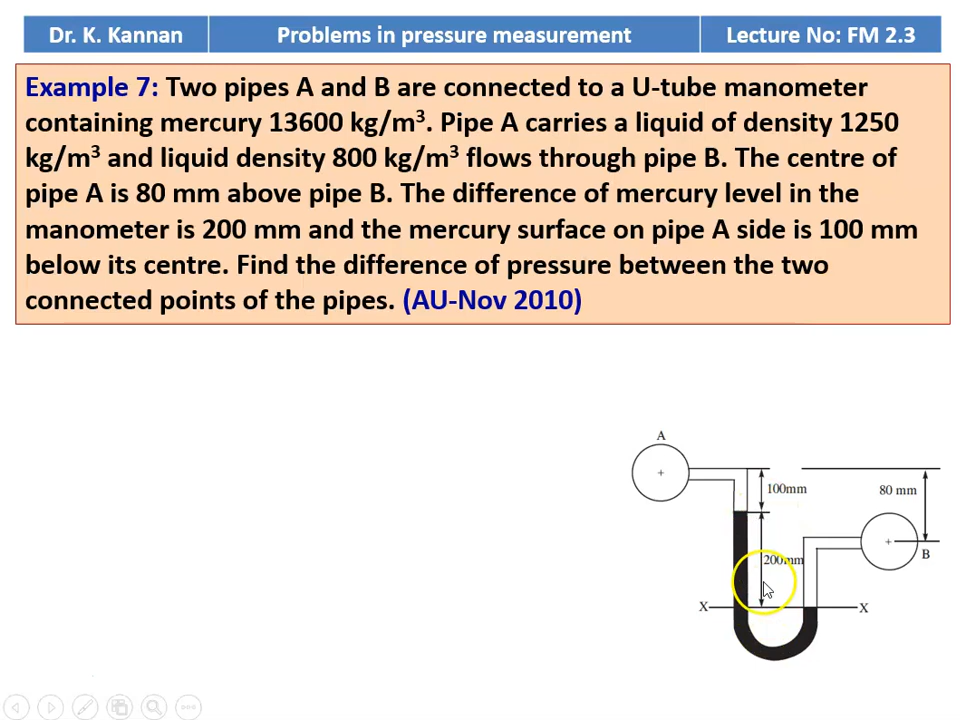 Dr. K. Kannan
Problems in pressure measurement
Lecture No: FM 2.3
Example 7: Two pipes A and B are connected to a U-tube manometer
containing mercury 13600 kg/m³. Pipe A carries a liquid of density 1250
kg/m³ and liquid density 800 kg/m³ flows through pipe B. The centre of
pipe A is 80 mm above pipe B. The difference of mercury level in the
manometer is 200 mm and the mercury surface on pipe A side is 100 mm
below its centre. Find the difference of pressure between the two
connected points of the pipes. (AU-Nov 2010)
A
100mm
80 mm
B
200mm
X
X